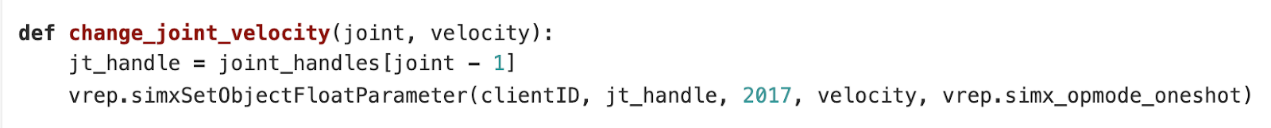 def change_joint_velocity(joint, velocity):
    jt_handle = joint_handles[joint - 1]
    vrep.simxSetObjectFloatParameter(clientID, jt_handle, 2017, velocity, vrep.simx_opmode_oneshot)